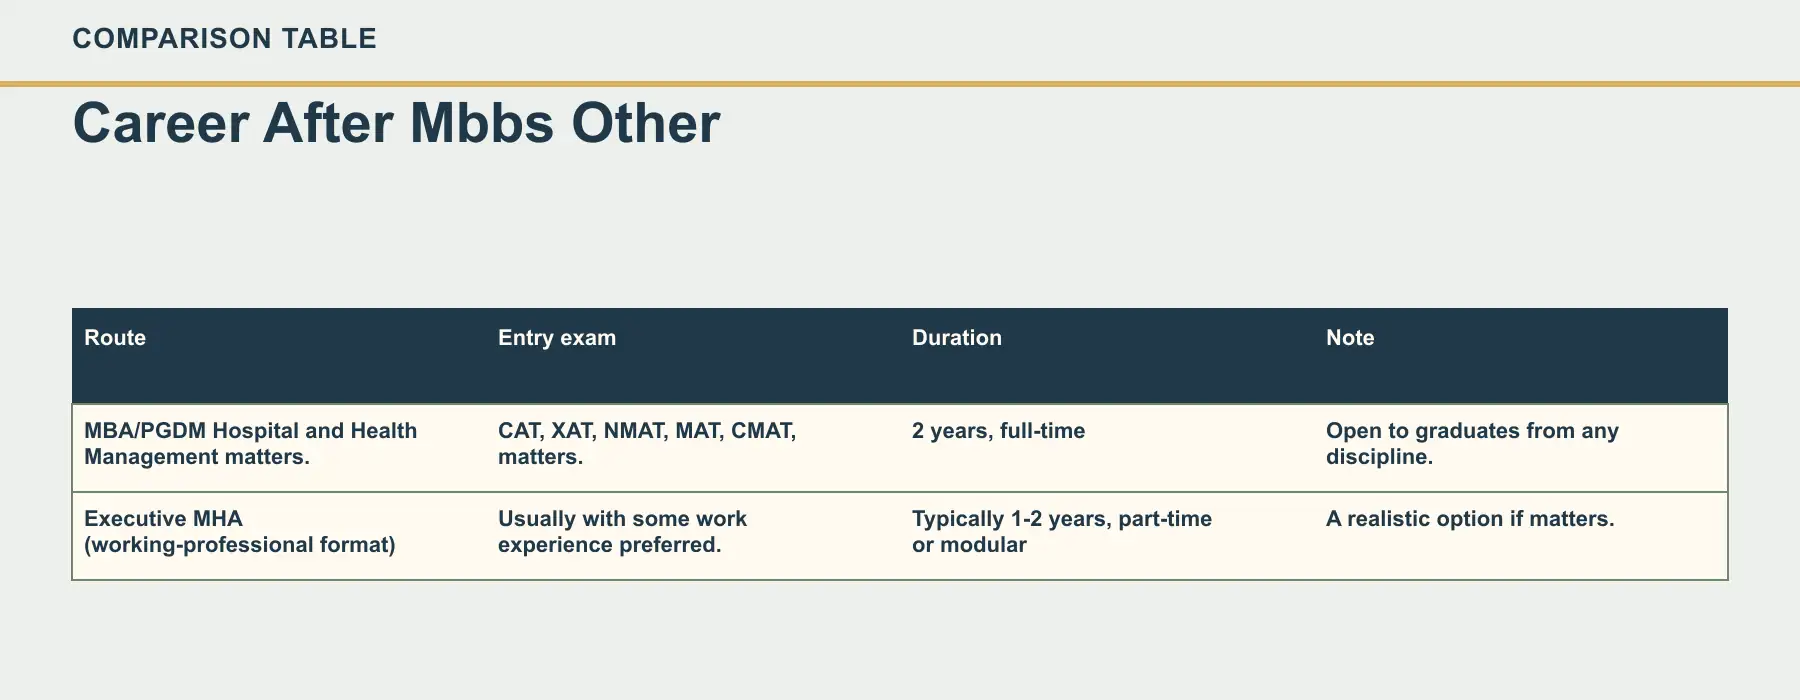 COMPARISON TABLE
Career After Mbbs Other
Route
Entry exam
Duration
Note
MBA/PGDM Hospital and Health
Management matters.
CAT, XAT, NMAT, MAT, CMAT,
matters.
2 years, full-time
Open to graduates from any
discipline.
Executive MHA
(working-professional format)
Usually with some work
experience preferred.
Typically 1-2 years, part-time
or modular
A realistic option if matters.